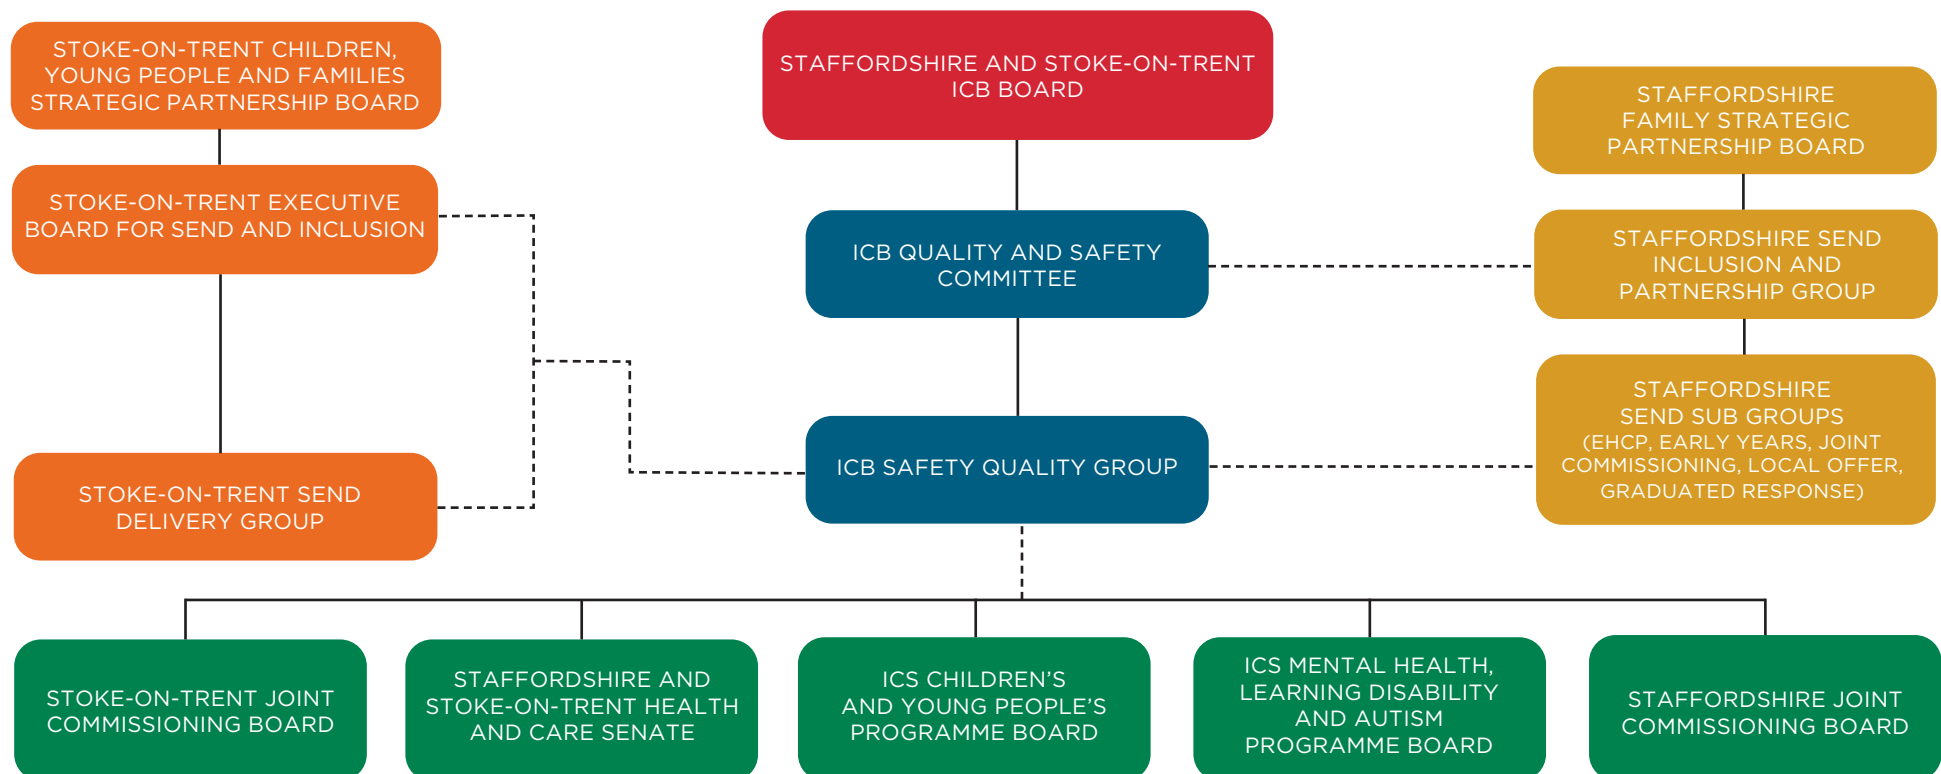 STOKE-ON-TRENT CHILDREN,
YOUNG PEOPLE AND FAMILIES
STRATEGIC PARTNERSHIP BOARD
STAFFORDSHIRE AND STOKE-ON-TRENT
ICB BOARD
STAFFORDSHIRE
FAMILY STRATEGIC
PARTNERSHIP BOARD
STOKE-ON-TRENT EXECUTIVE
BOARD FOR SEND AND INCLUSION
ICB QUALITY AND SAFETY
COMMITTEE
STAFFORDSHIRE SEND
INCLUSION AND
PARTNERSHIP GROUP
STOKE-ON-TRENT SEND
DELIVERY GROUP
ICB SAFETY QUALITY GROUP
STAFFORDSHIRE
SEND SUB GROUPS
(EHCP, EARLY YEARS, JOINT
COMMISSIONING, LOCAL OFFER,
GRADUATED RESPONSE)
STOKE-ON-TRENT JOINT
COMMISSIONING BOARD
STAFFORDSHIRE AND
STOKE-ON-TRENT HEALTH
AND CARE SENATE
ICS CHILDREN’S
AND YOUNG PEOPLE’S
PROGRAMME BOARD
ICS MENTAL HEALTH,
LEARNING DISABILITY
AND AUTISM
PROGRAMME BOARD
STAFFORDSHIRE JOINT
COMMISSIONING BOARD